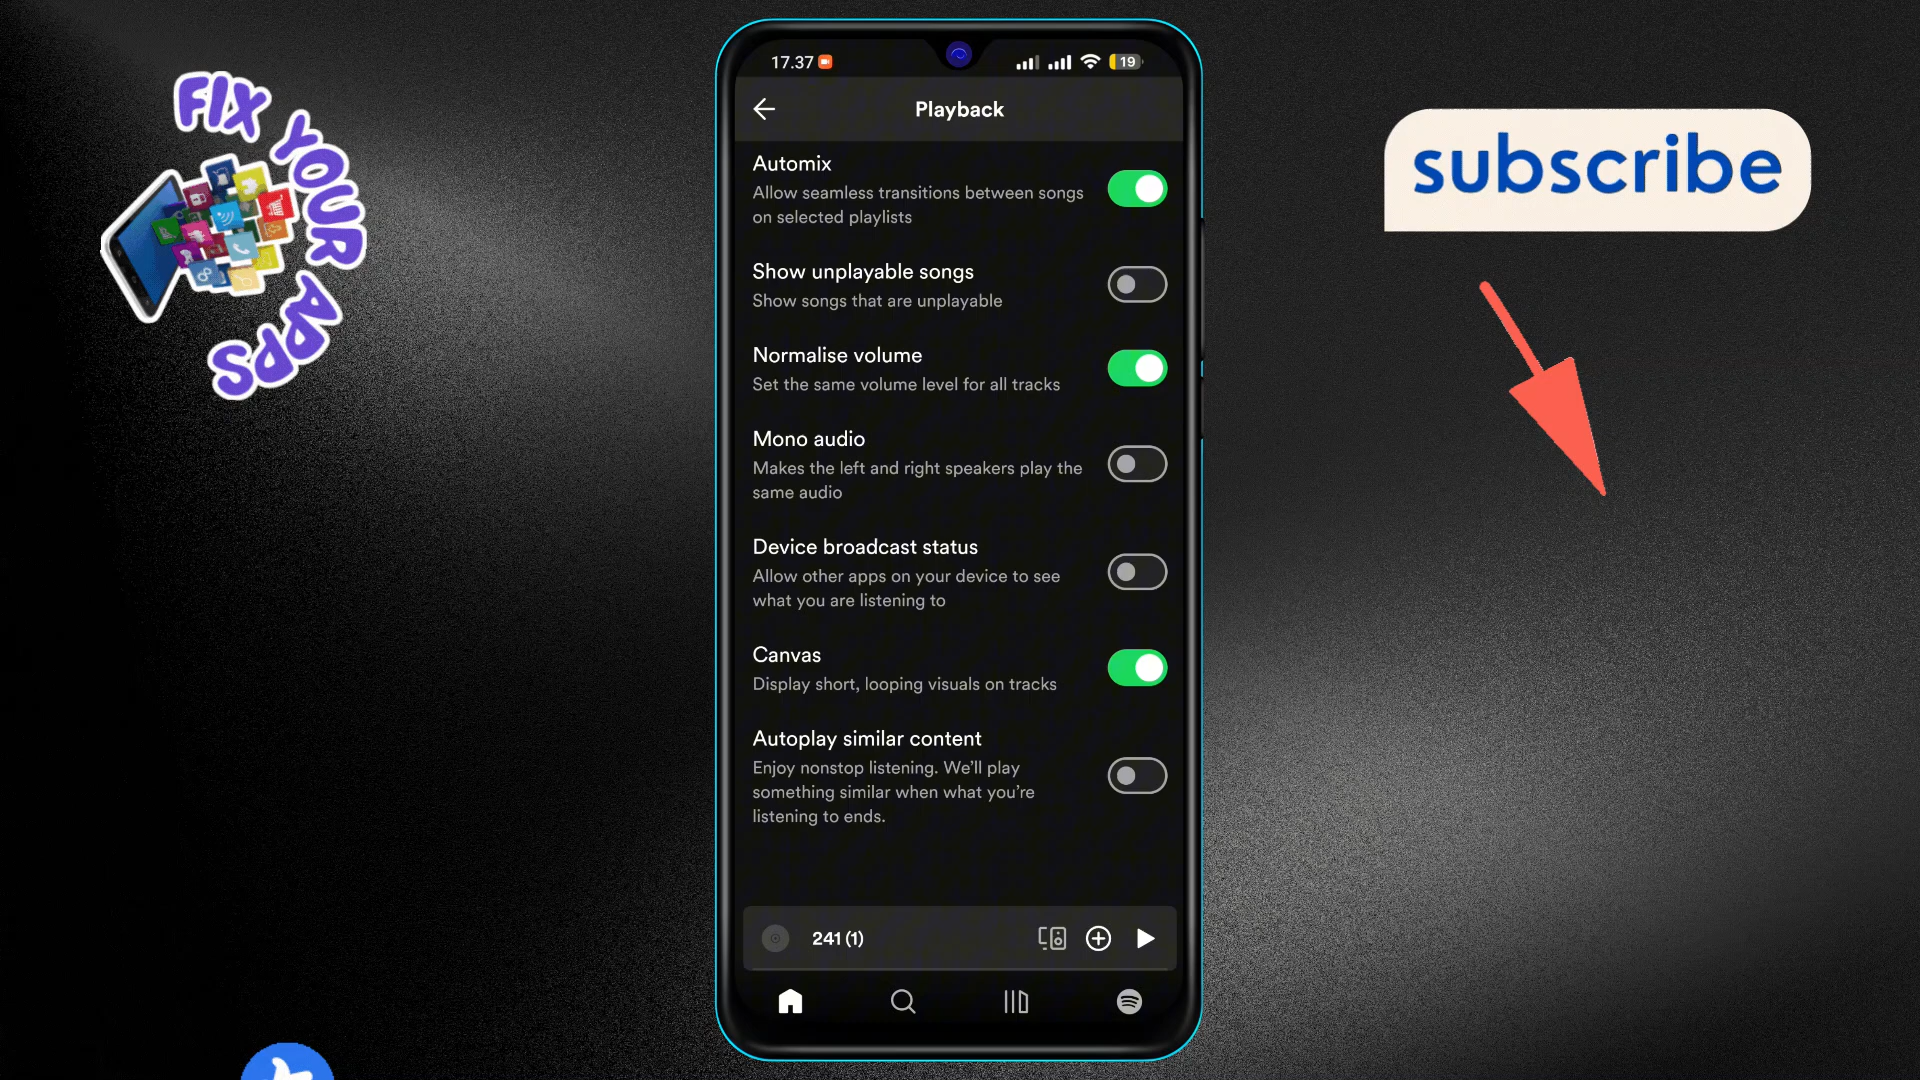 FIX YOUR APPS
17.37
19
Playback
Automix
Allow seamless transitions between songs
on selected playlists
Show unplayable songs
Show songs that are unplayable
Normalise volume
Set the same volume level for all tracks
Mono audio
Makes the left and right speakers play the
same audio
Device broadcast status
Allow other apps on your device to see
what you are listening to
Canvas
Display short, looping visuals on tracks
Autoplay similar content
Enjoy nonstop listening. We’ll play
something similar when what you’re
listening to ends.
241 (1)
subscribe